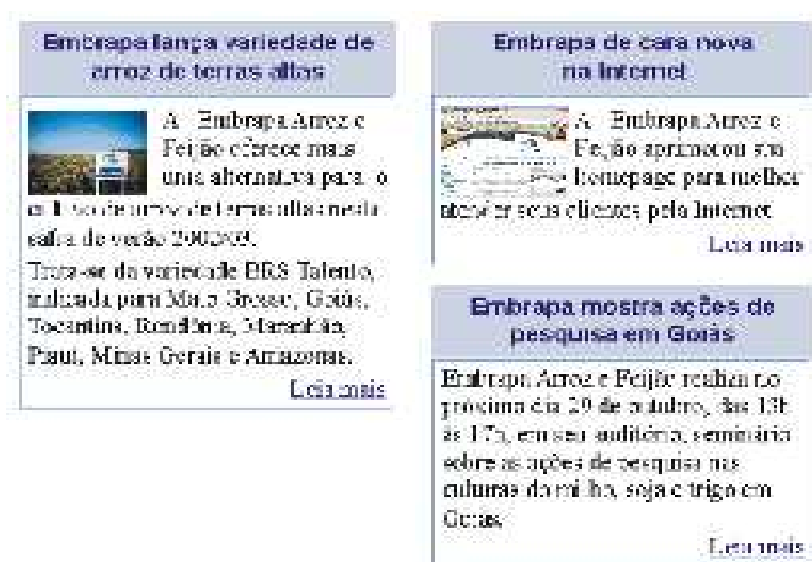 Embrapa lança variedade de
arroz de terras altas
A Embrapa Arroz e
Feijão oferece mais
uma alternativa para o
cultivo de arroz de terras altas nesta
safra de verão
Trata-se da variedade BRS Talento,
indicada para Mato Grosso, Goiás,
Tocantins, Rondônia, Maranhão,
Piauí, Minas Gerais e Amazonas.
Leia mais
Embrapa de cara nova
na Internet
A Embrapa Arroz e
Feijão aprimorou sua
homepage para melhor
atender seus clientes pela Internet
Leia mais
Embrapa mostra ações de
pesquisa em Goiás
Embrapa Arroz e Feijão realiza no
próximo dia 29 de outubro, das 13h
às 17h, em seu auditório, seminário
sobre as ações de pesquisa nas
culturas do milho, soja e trigo em
Goiás.
Leia mais